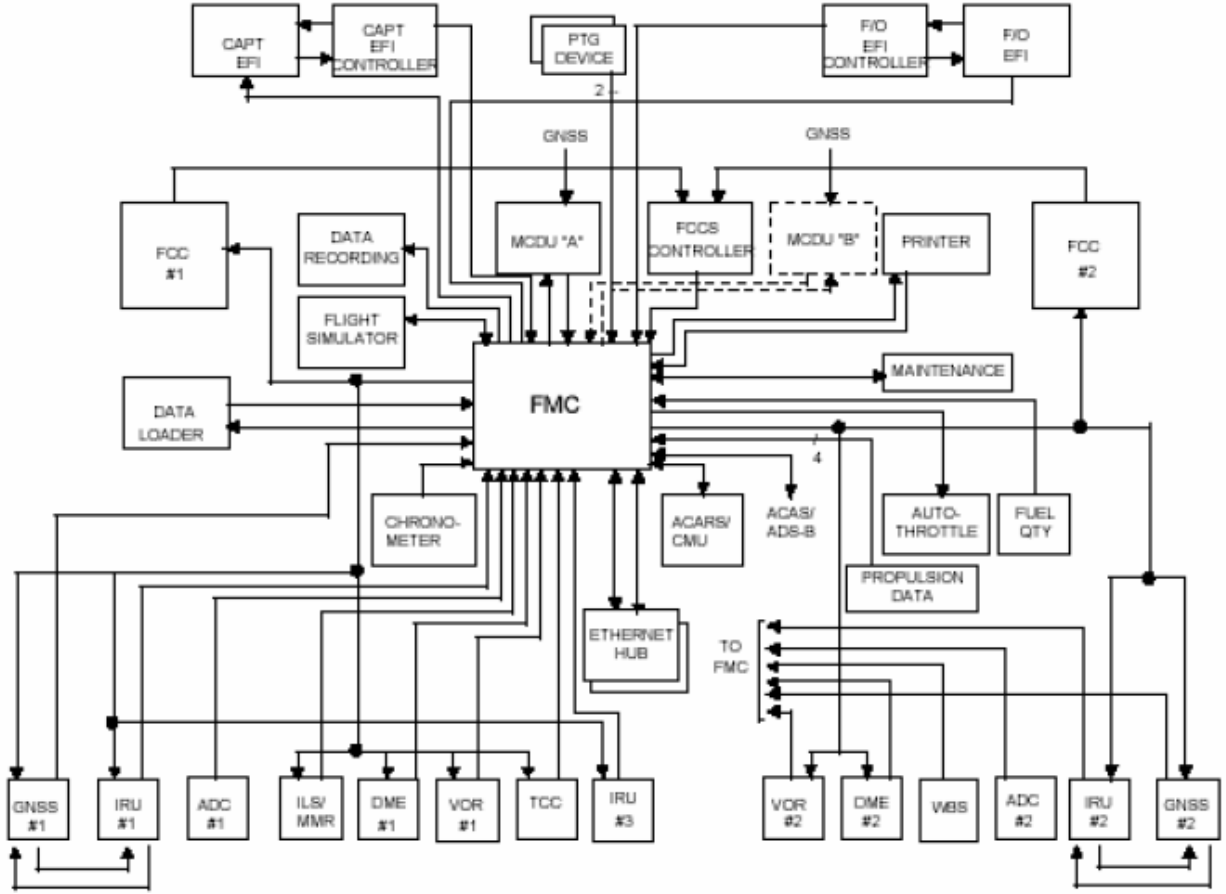 CAPT
EFI
CAPT
EFI
CONTROLLER
PTG
DEVICE
F/O
EFI
CONTROLLER
F/O
EFI
2
GNSS
GNSS
FCC
#1
DATA
RECORDING
MCDU "A"
FCCS
CONTROLLER
MCDU "B"
PRINTER
FCC
#2
FLIGHT
SIMULATOR
MAINTENANCE
DATA
LOADER
FMC
/
4
CHRONO-
METER
ACARS/
CMU
ACAS/
ADS-B
AUTO-
THROTTLE
FUEL
QTY
PROPULSION
DATA
ETHERNET
HUB
TO
FMC
GNSS
#1
IRU
#1
ADC
#1
ILS/
MMR
DME
#1
VOR
#1
TCC
IRU
#3
VOR
#2
DME
#2
WBS
ADC
#2
IRU
#2
GNSS
#2